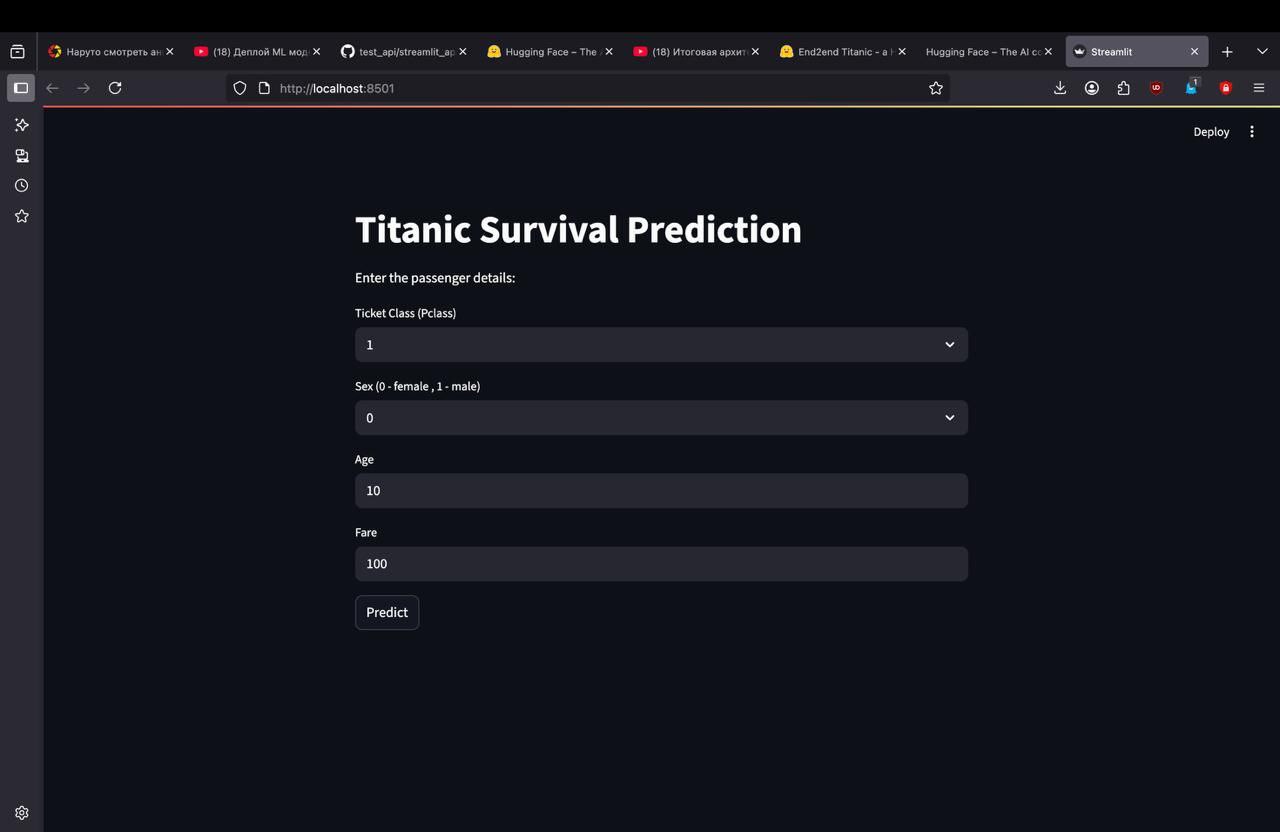 Наруто смотреть ан
(18) Деплой ML мод
test_api/streamlit_ap
Hugging Face – The
(18) Итоговая архит
End2end Titanic - a
Hugging Face – The AI co
Streamlit
http://localhost:8501
UD
1
Deploy
Titanic Survival Prediction
Enter the passenger details:
Ticket Class (Pclass)
1
Sex (0 - female , 1 - male)
0
Age
10
Fare
100
Predict